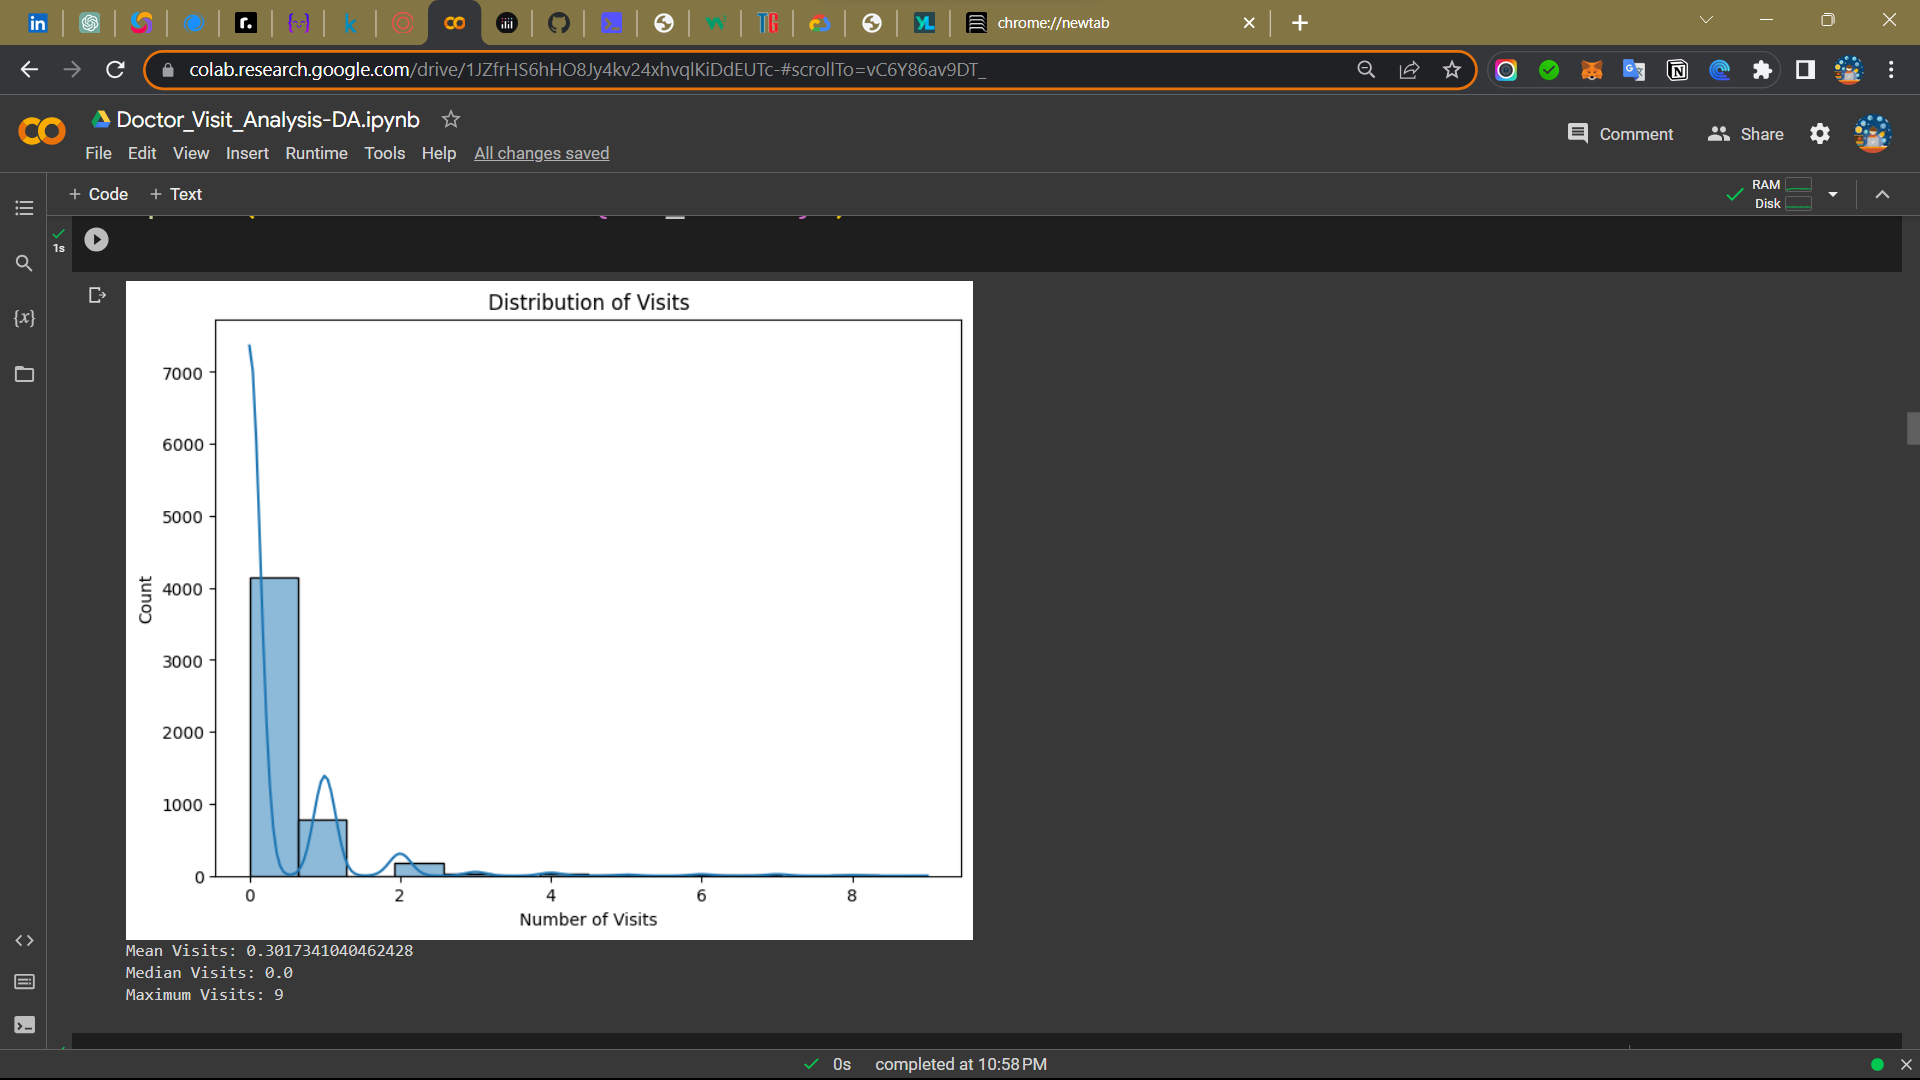 chrome://newtab
colab.research.google.com/drive/1JZfrHS6hHO8Jy4kv24xhvqlKiDdEUTc-#scrollTo=vC6Y86av9DT_
Doctor_Visit_Analysis-DA.ipynb
Comment Share
File Edit View Insert Runtime Tools Help All changes saved
+ Code + Text
RAM
Disk
1s
{x}
Distribution of Visits
7000
6000
5000
4000
3000
2000
1000
0
Count
0 2 4 6 8
Number of Visits
Mean Visits: 0.3017341040462428
Median Visits: 0.0
Maximum Visits: 9
0s completed at 10:58 PM